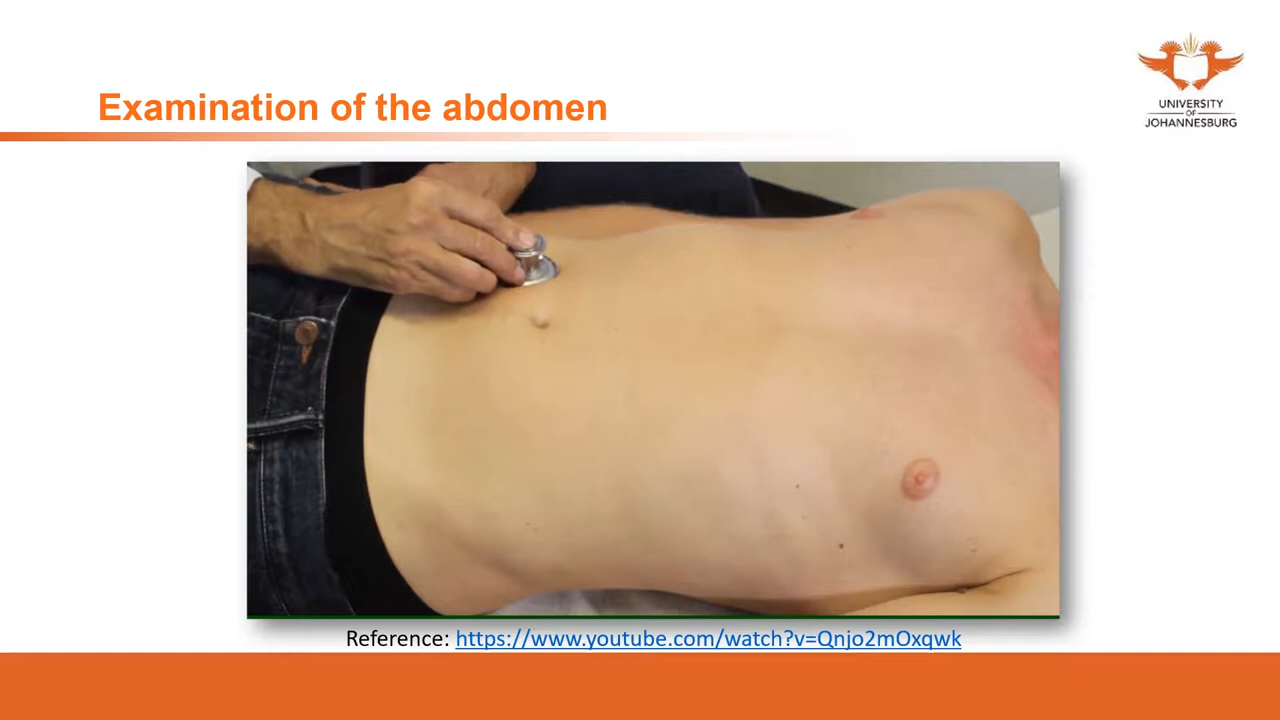 Examination of the abdomen
UNIVERSITY
OF
JOHANNESBURG
Reference: https://www.youtube.com/watch?v=Qnjo2mOxqwk